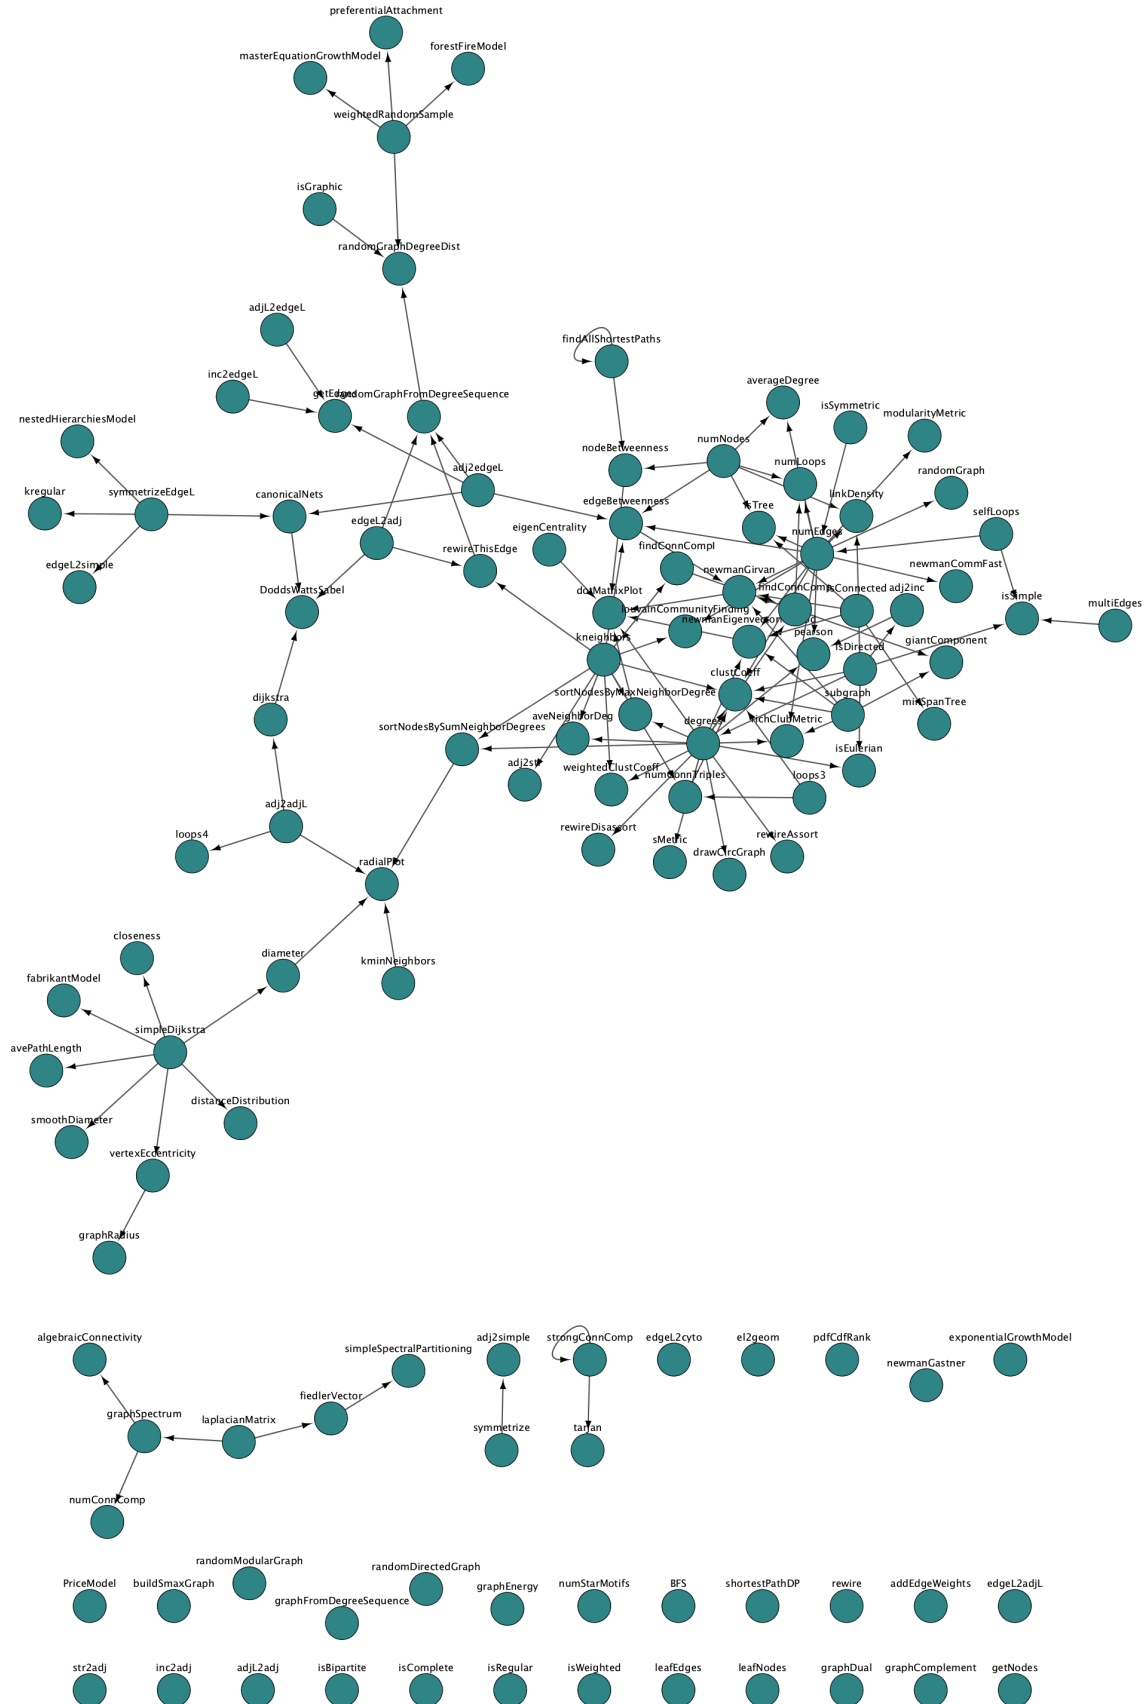 preferentialAttachment
forestFireModel
masterEquationGrowthModel
weightedRandomSample
isGraphic
randomGraphDegreeDist
adjL2edgeL
findAllShortestPaths
inc2edgeL
averageDegree
getEdges
randomGraphFromDegreeSequence
isSymmetric
modularityMetric
nestedHierarchiesModel
numNodes
nodeBetweenness
numLoops
randomGraph
adj2edgeL
kregular
symmetrizeEdgeL
canonicalNets
edgeBetweenness
linkDensity
selfLoops
edgeL2adj
eigenCentrality
isTree
numEdges
rewireThisEdge
findConnCompI
newmanCommFast
edgeL2simple
newmanGirvan
DoddsWattsSabel
dotMatrixPlot
findConnComp
isConnected
adj2inc
isSimple
multiEdges
louvainCommunityFinding
kneighbors
pearson
isDirected
giantComponent
clustCoeff
dijkstra
sortNodesByMaxNeighborDegree
subgraph
minSpanTree
sortNodesBySumNeighborDegrees
aveNeighborDeg
degrees
richClubMetric
adj2str
weightedClustCoeff
numConnTriples
isEulerian
loops3
adj2adjL
loops4
rewireDisassort
sMetric
drawCircGraph
rewireAssort
radialPlot
closeness
diameter
kminNeighbors
fabrikantModel
simpleDijkstra
avePathLength
smoothDiameter
distanceDistribution
vertexEccentricity
graphRadius
algebraicConnectivity
simpleSpectralPartitioning
adj2simple
strongConnComp
edgeL2cyto
el2geom
pdfCdfRank
newmanGastner
exponentialGrowthModel
graphSpectrum
laplacianMatrix
fiedlerVector
symmetrize
tarjan
numConnComp
PriceModel
buildSmaxGraph
randomModularGraph
graphFromDegreeSequence
randomDirectedGraph
graphEnergy
numStarMotifs
BFS
shortestPathDP
rewire
addEdgeWeights
edgeL2adjL
str2adj
inc2adj
adjL2adj
isBipartite
isComplete
isRegular
isWeighted
leafEdges
leafNodes
graphDual
graphComplement
getNodes